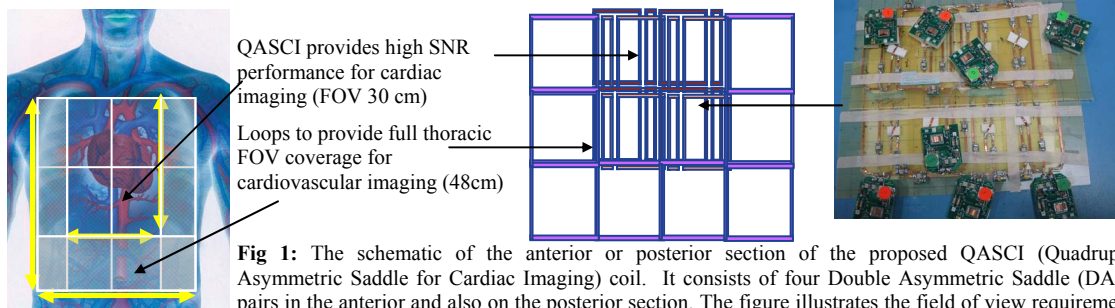 QASCI provides high SNR
performance for cardiac
imaging (FOV 30 cm)
Loops to provide full thoracic
FOV coverage for
cardiovascular imaging (48cm)
Fig 1: The schematic of the anterior or posterior section of the proposed QASCI (Quadrup
Asymmetric Saddle for Cardiac Imaging) coil. It consists of four Double Asymmetric Saddle (DA
pairs in the anterior and also on the posterior section. The figure illustrates the field of view requiremen